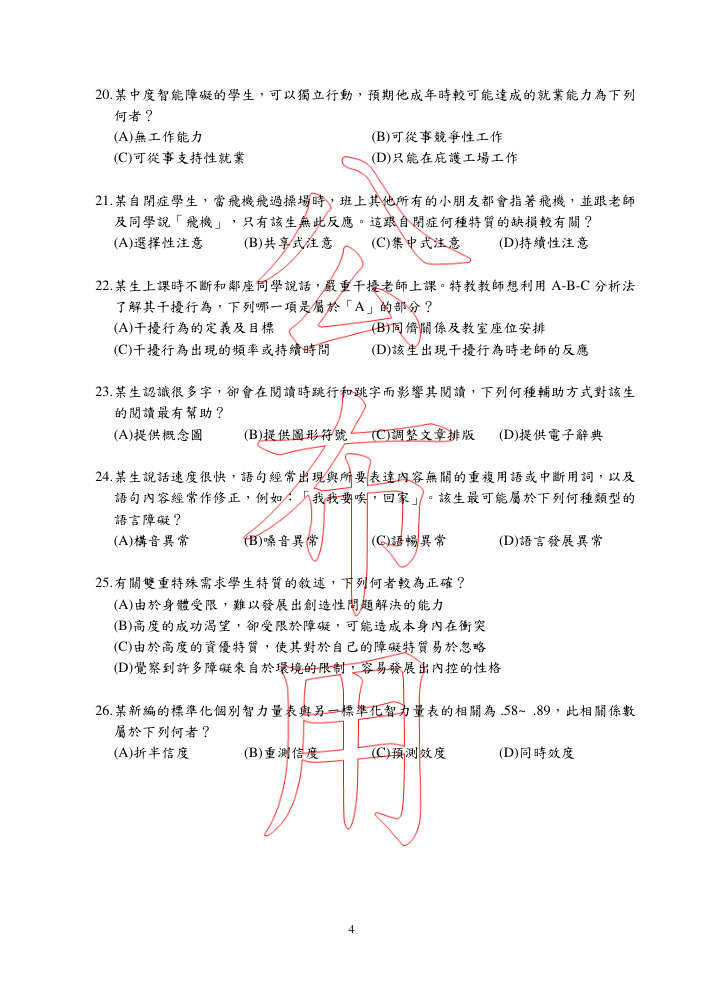 20.某中度智能障礙的學生，可以獨立行動，預期他成年時較可能達成的就業能力為下列
何者？
(A)無工作能力 (B)可從事競爭性工作
(C)可從事支持性就業 (D)只能在庇護工場工作
21.某自閉症學生，當飛機飛過操場時，班上其他所有的小朋友都會指著飛機，並跟老師
及同學說「飛機」，只有該生無此反應。這跟自閉症何種特質的缺損較有關？
(A)選擇性注意 (B)共享式注意 (C)集中式注意 (D)持續性注意
22.某生上課時不斷和鄰座同學說話，嚴重干擾老師上課。特教教師想利用 A-B-C 分析法
了解其干擾行為，下列哪一項是屬於「A」的部分？
(A)干擾行為的定義及目標 (B)同儕關係及教室座位安排
(C)干擾行為出現的頻率或持續時間 (D)該生出現干擾行為時老師的反應
23.某生認識很多字，卻會在閱讀時跳行和跳字而影響其閱讀，下列何種輔助方式對該生
的閱讀最有幫助？
(A)提供概念圖 (B)提供圖形符號 (C)調整文章排版 (D)提供電子辭典
24.某生說話速度很快，語句經常出現與所要表達內容無關的重複用語或中斷用詞，以及
語句內容經常作修正，例如：「我我要唉，回家」。該生最可能屬於下列何種類型的
語言障礙？
(A)構音異常 (B)嗓音異常 (C)語暢異常 (D)語言發展異常
25.有關雙重特殊需求學生特質的敘述，下列何者較為正確？
(A)由於身體受限，難以發展出創造性問題解決的能力
(B)高度的成功渴望，卻受限於障礙，可能造成本身內在衝突
(C)由於高度的資優特質，使其對於自己的障礙特質易於忽略
(D)覺察到許多障礙來自於環境的限制，容易發展出內控的性格
26.某新編的標準化個別智力量表與另一標準化智力量表的相關為 .58~ .89，此相關係數
屬於下列何者？
(A)折半信度 (B)重測信度 (C)預測效度 (D)同時效度
公布用
4